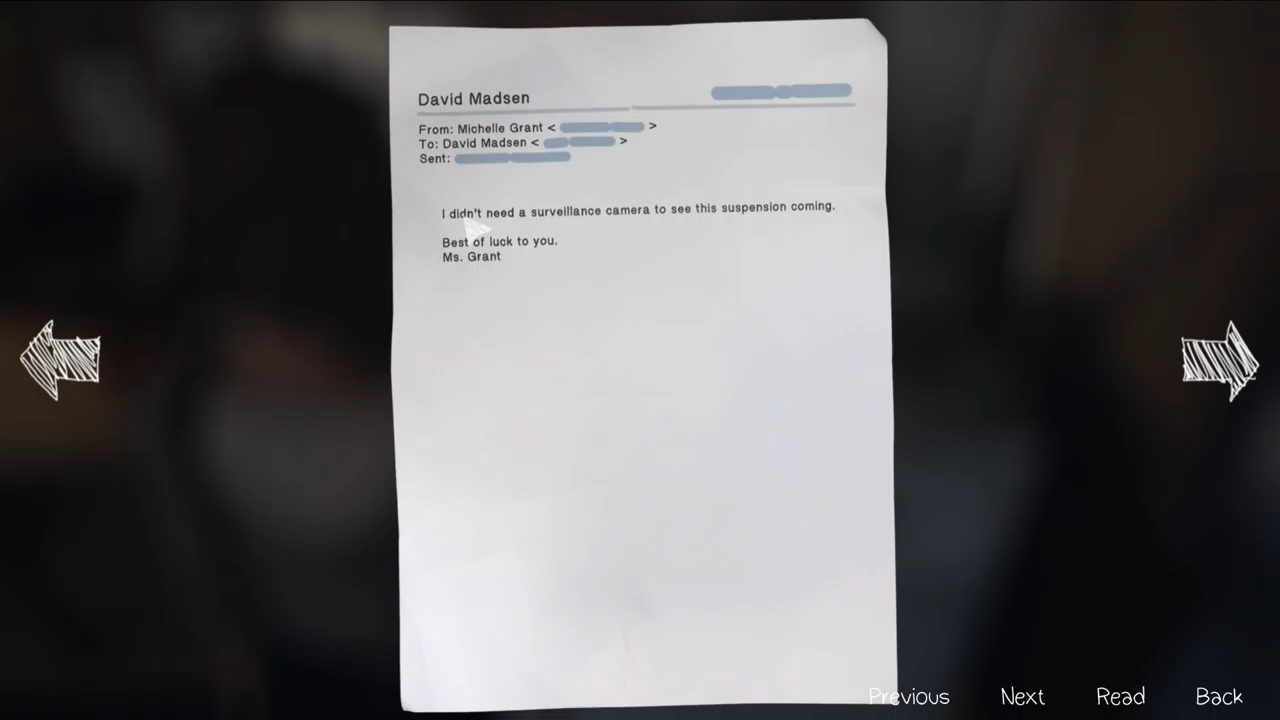 David Madsen
From: Michelle Grant < >
To: David Madsen < >
Sent:
I didn't need a surveillance camera to see this suspension coming.
Best of luck to you.
Ms. Grant
Previous Next Read Back